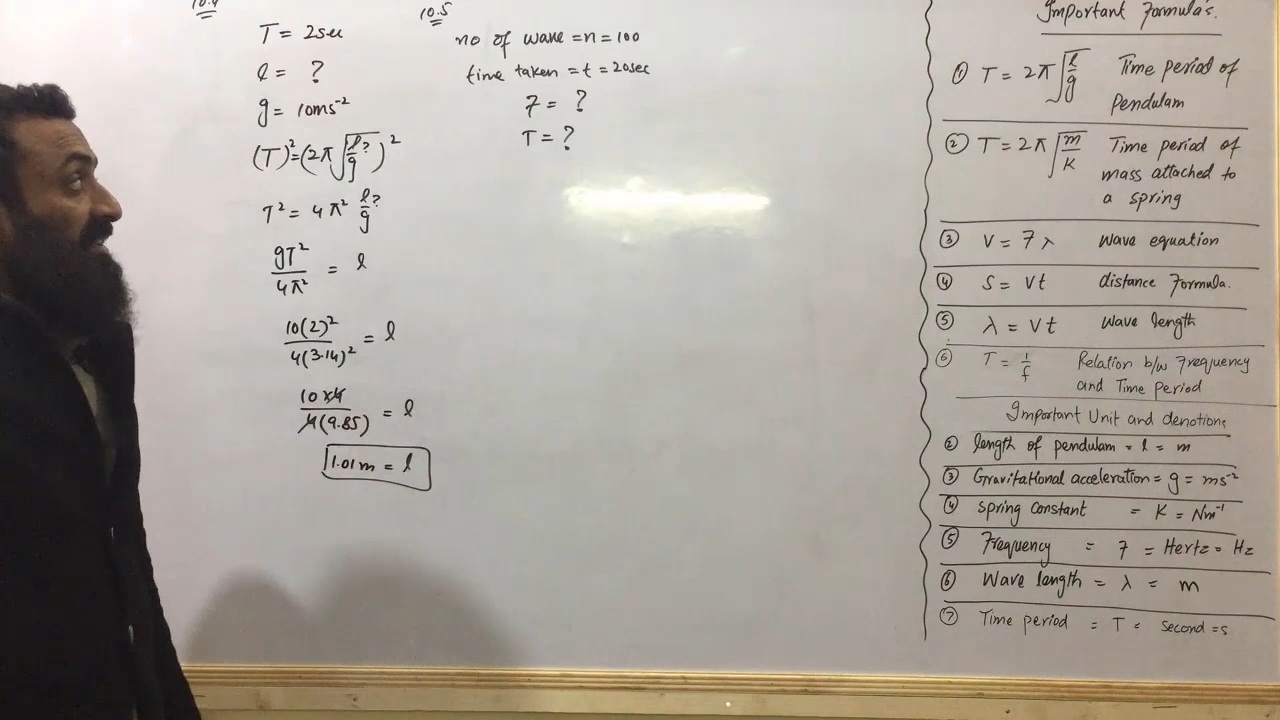 10.4
T = 2sec
l = ?
g = 10ms⁻²
(T)²=(2π√l/g?)²
T² = 4π² l/g?
gT²/4π² = l
10(2)²/4(3.14)² = l
10×4/4(9.85) = l
1.01m = l
10.5
no of wave = n = 100
time taken = t = 20sec
f = ?
T = ?
Important Formula's.
① T = 2π√l/g Time period of
Pendulam
② T = 2π√m/K Time period of
mass attached to
a spring
③ V = fλ Wave equation
④ S = Vt distance Formula.
⑤ λ = Vt Wave length
⑥ T = 1/f Relation b/w Frequency
and Time period
Important Unit and denotions
② length of pendulam = l = m
③ Gravitational acceleration = g = ms⁻²
④ Spring constant = K = Nm⁻¹
⑤ Frequency = f = Hertz = Hz
⑥ Wave length = λ = m
⑦ Time period = T = second = s